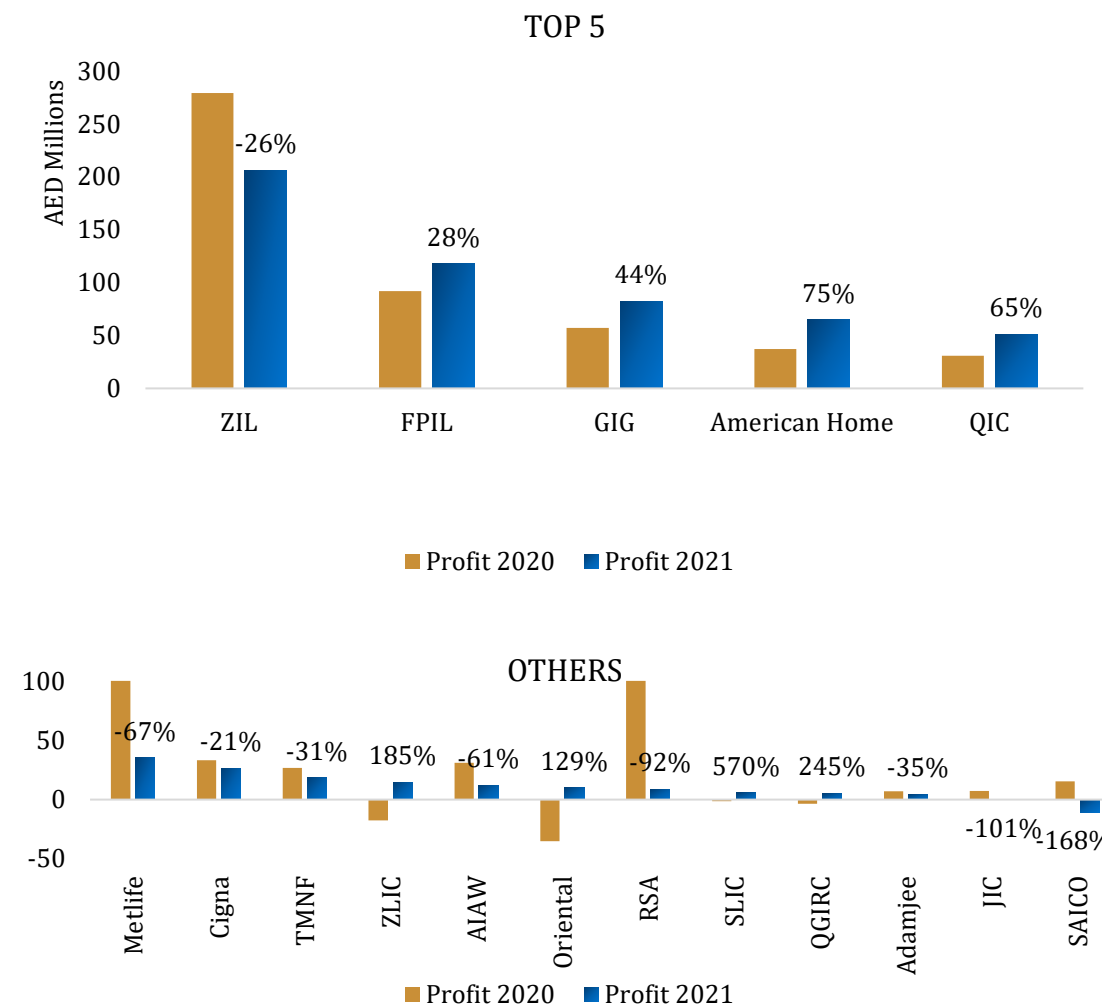 TOP 5
AED Millions
300
250
200
150
100
50
0
-26%
28%
44%
75%
65%
ZIL FPIL GIG American Home QIC
Profit 2020 Profit 2021
OTHERS
100
50
0
-50
-67% -21% -31% 185% -61% 129% -92% 570% 245% -35% -101% -168%
Metlife Cigna TMNF ZLIC AIAW Oriental RSA SLIC QGIRC Adamjee JIC SAICO
Profit 2020 Profit 2021